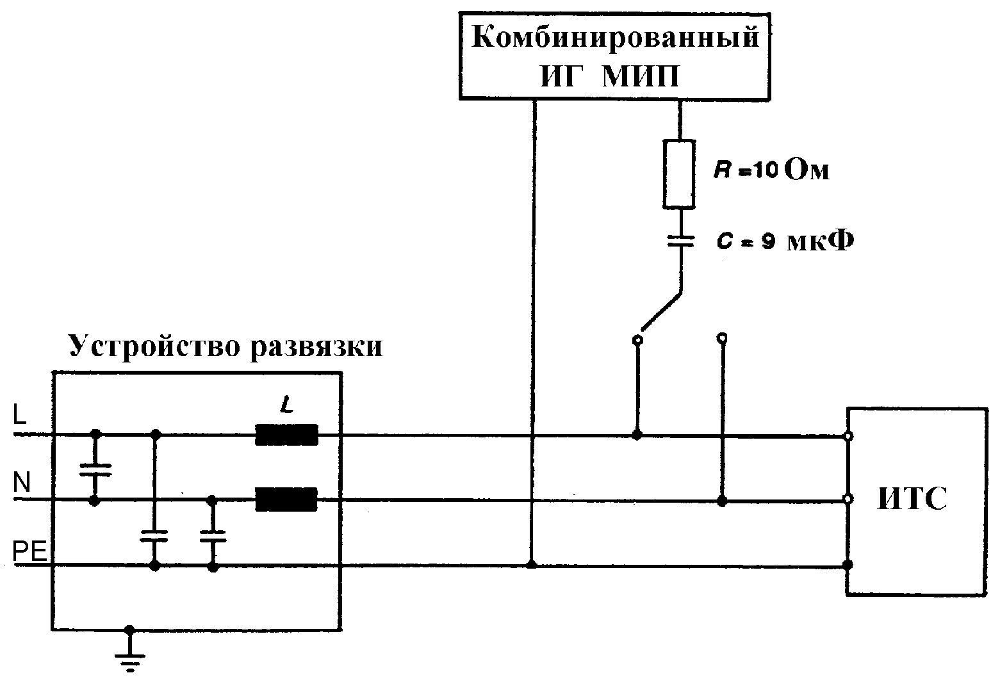 Комбинированный
ИГ МИП
R = 10 Ом
C = 9 мкФ
Устройство развязки
L
L
N
ИТС
PE